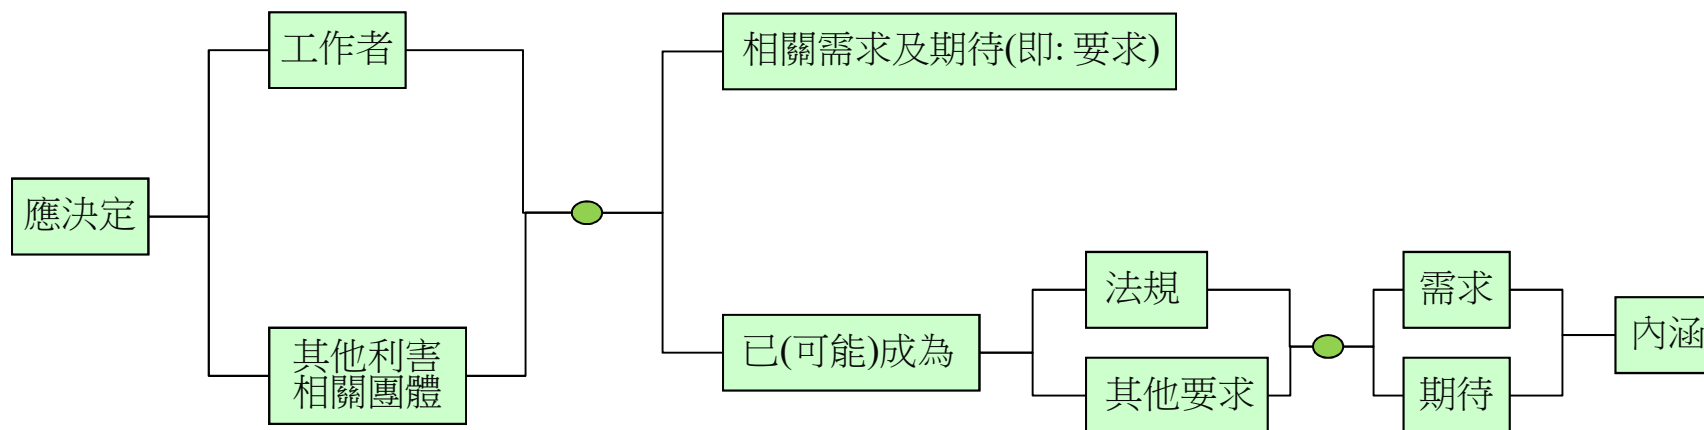 工作者
相關需求及期待(即: 要求)
應決定
其他利害
相關團體
已(可能)成為
法規
其他要求
需求
期待
內涵